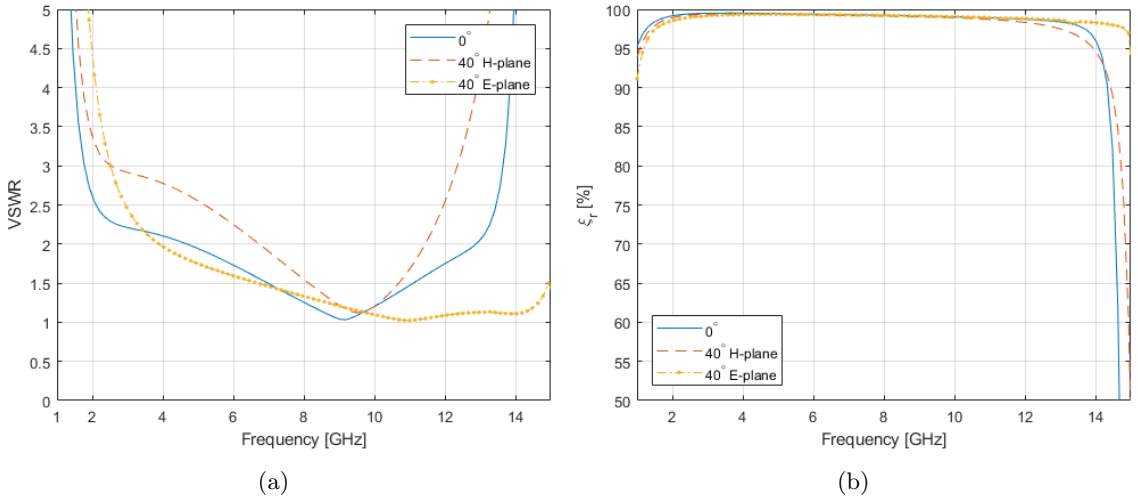 5
4.5
4
3.5
3
2.5
2
1.5
1
0.5
0
VSWR
0°
40° H-plane
40° E-plane
1 2 4 6 8 10 12 14
Frequency [GHz]
(a)
100
95
90
85
80
75
70
65
60
55
50
ξr [%]
0°
40° H-plane
40° E-plane
2 4 6 8 10 12 14
Frequency [GHz]
(b)